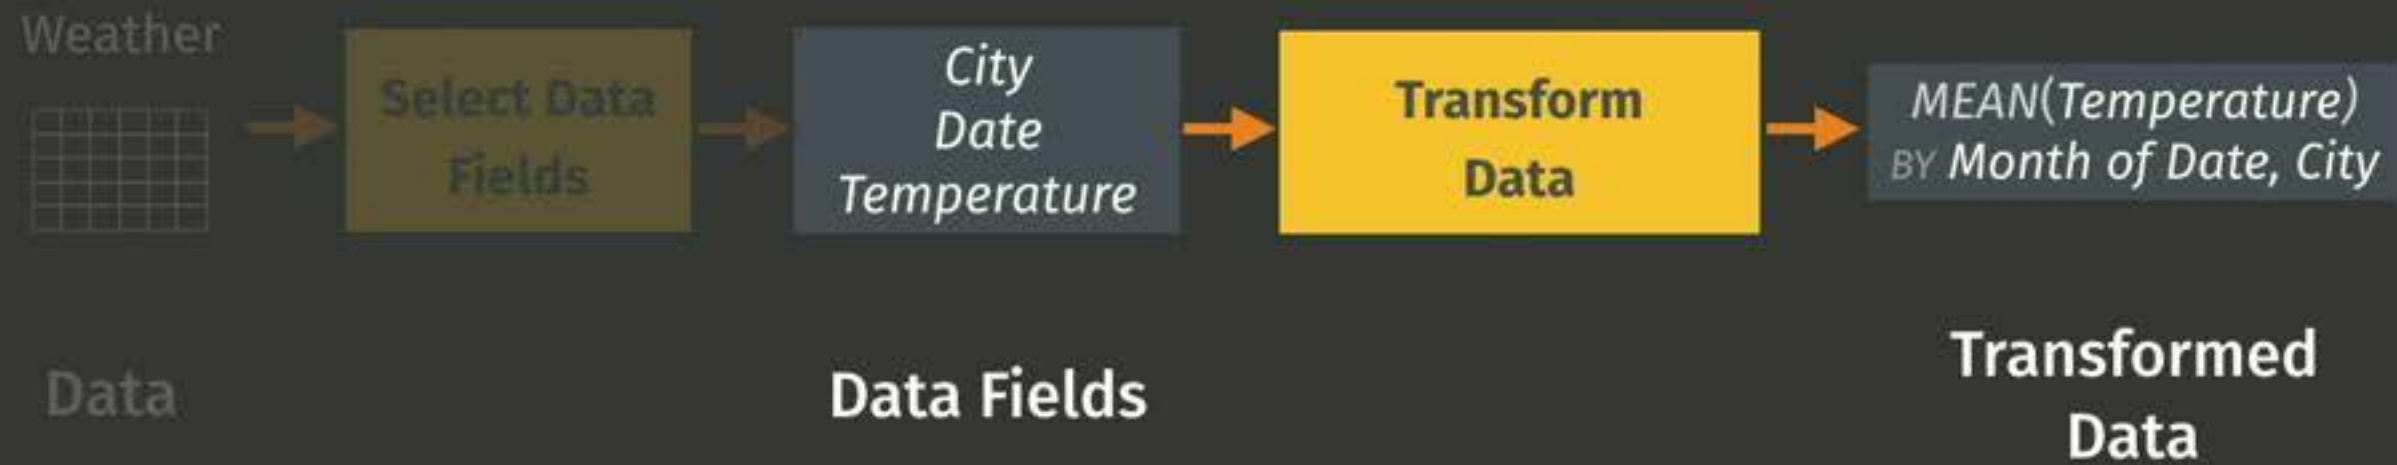 Weather
Select Data
Fields
City
Date
Temperature
Transform
Data
MEAN(Temperature)
BY Month of Date, City
Data
Data Fields
Transformed
Data